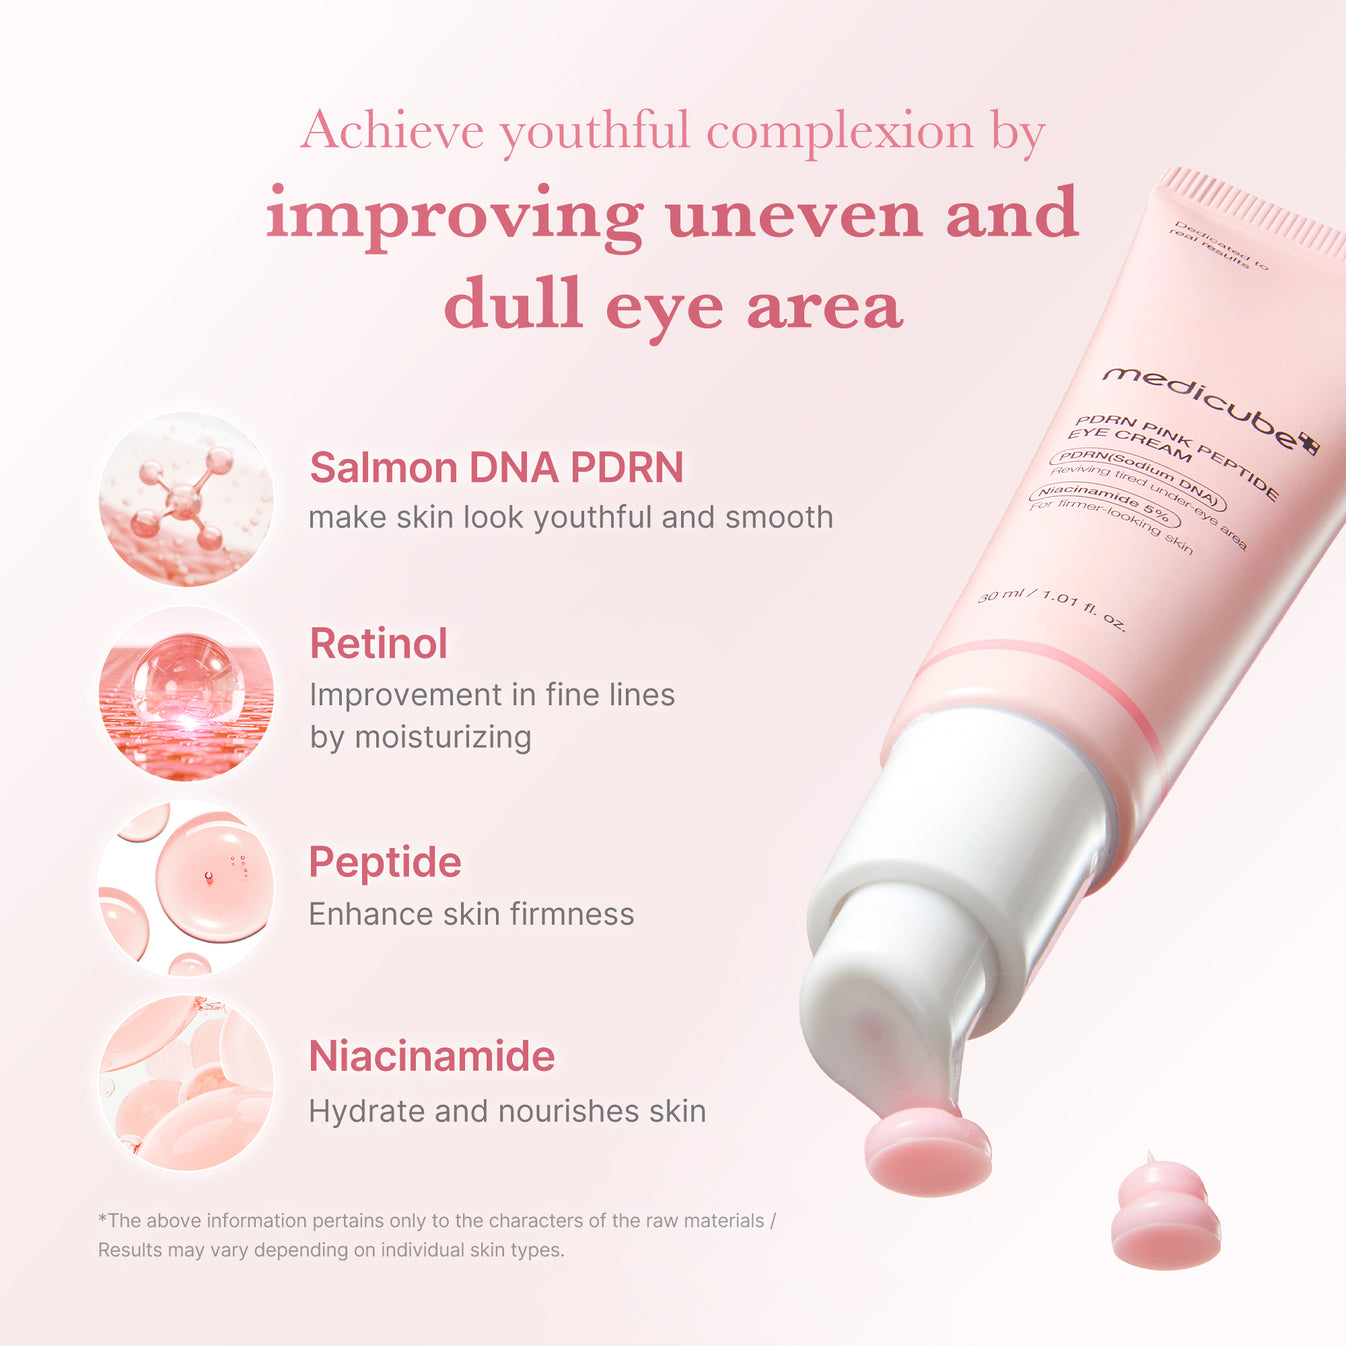 Achieve youthful complexion by
improving uneven and
dull eye area
Salmon DNA PDRN
make skin look youthful and smooth
Retinol
Improvement in fine lines
by moisturizing
Peptide
Enhance skin firmness
Niacinamide
Hydrate and nourishes skin
*The above information pertains only to the characters of the raw materials /
Results may vary depending on individual skin types.
Dedicated to
real results
medicube
PDRN PINK PEPTIDE
EYE CREAM
PDRN(Sodium DNA)
Reviving tired under-eye area
Niacinamide 5%
For firmer-looking skin
30 ml / 1.01 fl. oz.